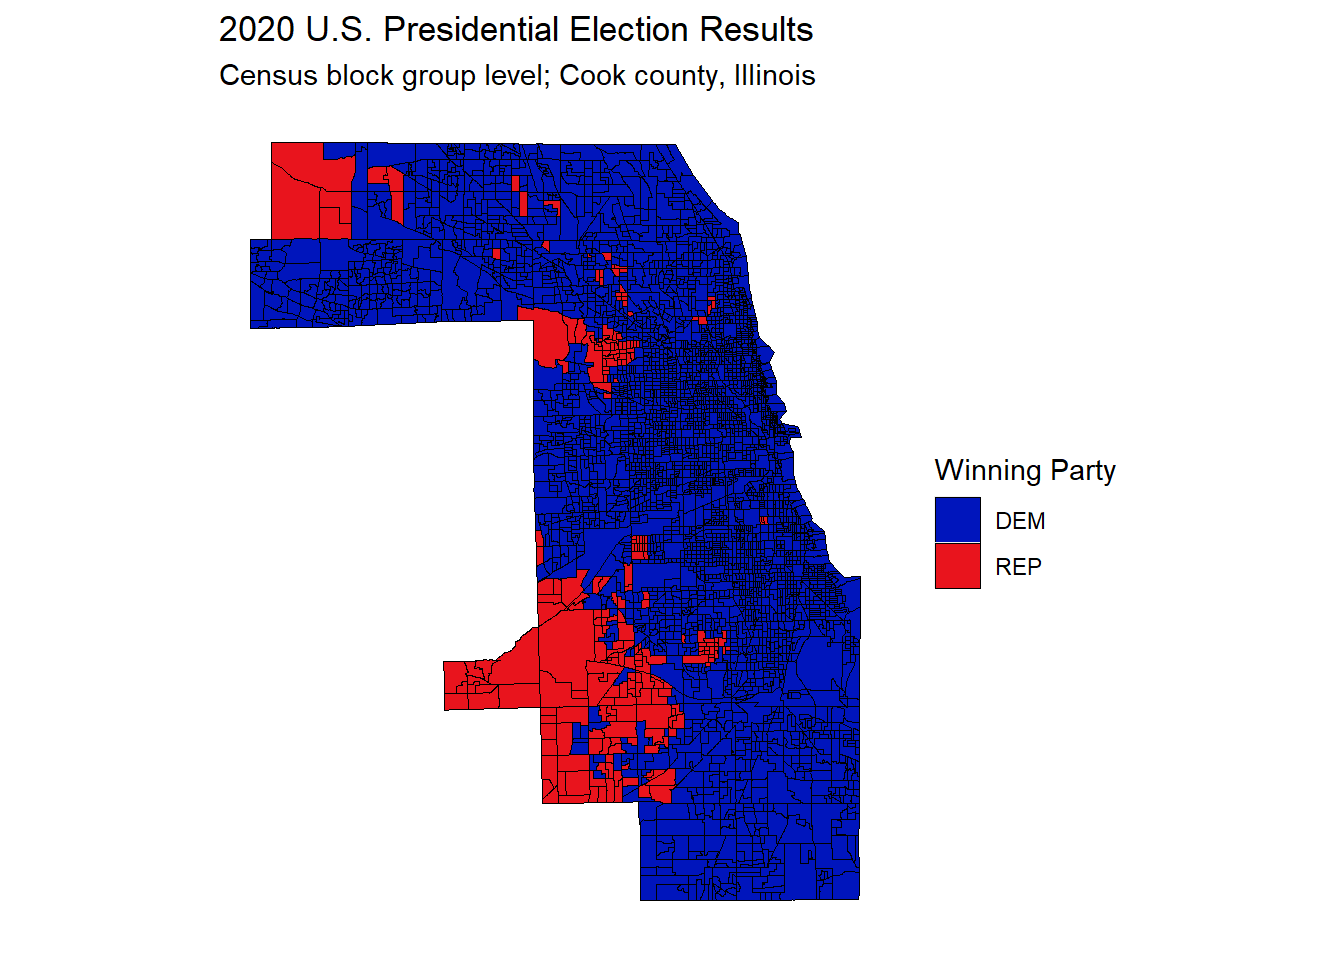 2020 U.S. Presidential Election Results
Census block group level; Cook county, Illinois
Winning Party
DEM
REP